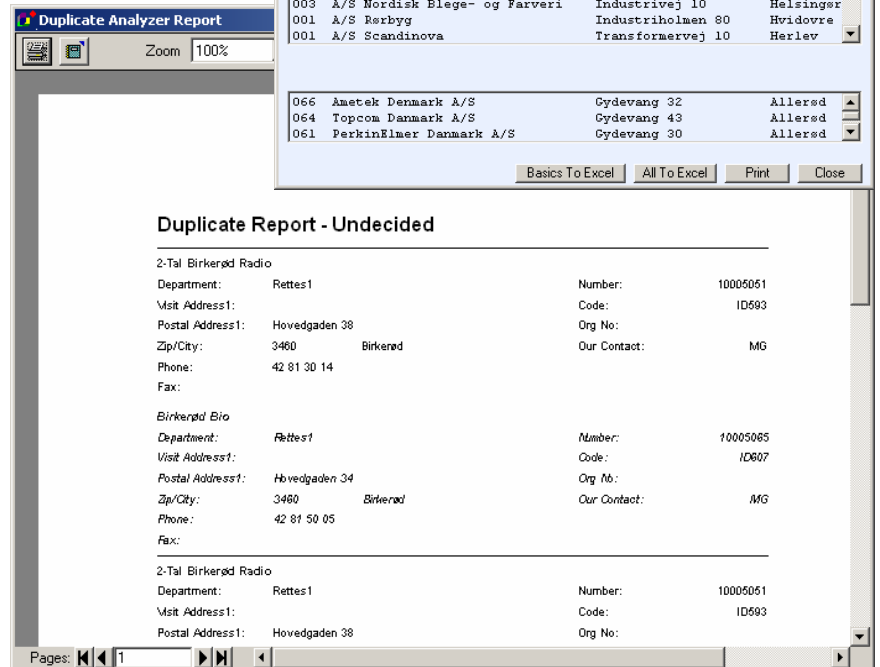 003 A/S Nordisk Blege- og Farveri Industrivej 10 Helsingør
001 A/S Rørbyg Industriholmen 80 Hvidovre
001 A/S Scandinova Transformervej 10 Herlev
Duplicate Analyzer Report
Zoom 100%
066 Ametek Denmark A/S Gydevang 32 Allerød
064 Topcom Danmark A/S Gydevang 43 Allerød
061 PerkinElmer Danmark A/S Gydevang 30 Allerød
Basics To Excel All To Excel Print Close
Duplicate Report - Undecided
2-Tal Birkerød Radio
Department: Rettes1 Number: 10005051
Visit Address1: Code: ID593
Postal Address1: Hovedgaden 38 Org No:
Zip/City: 3460 Birkerød Our Contact: MG
Phone: 42 81 30 14
Fax:
Birkerød Bio
Department: Rettes1 Number: 10005065
Visit Address1: Code: ID607
Postal Address1: Hovedgaden 34 Org No:
Zip/City: 3460 Birkerød Our Contact: MG
Phone: 42 81 50 05
Fax:
2-Tal Birkerød Radio
Department: Rettes1 Number: 10005051
Visit Address1: Code: ID593
Postal Address1: Hovedgaden 38 Org No:
Pages: 1